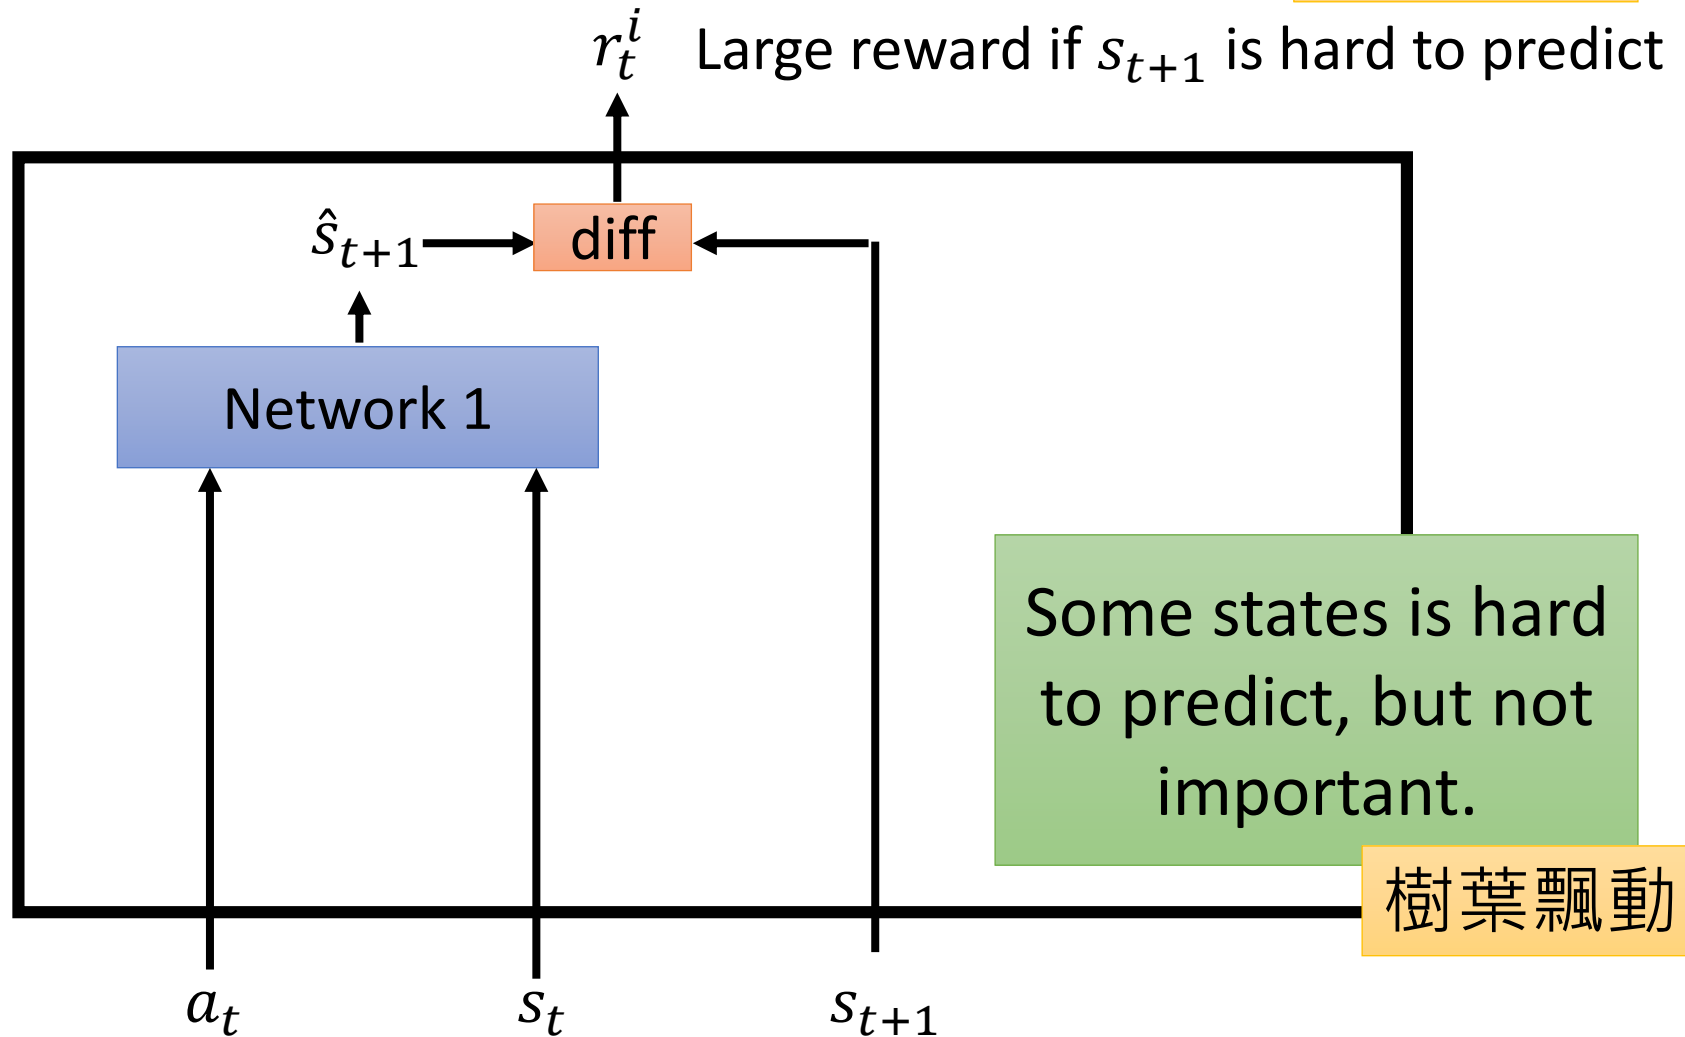 r_t^i Large reward if s_{t+1} is hard to predict
ŝ_{t+1} diff
Network 1
Some states is hard
to predict, but not
important.
樹葉飄動
a_t s_t s_{t+1}